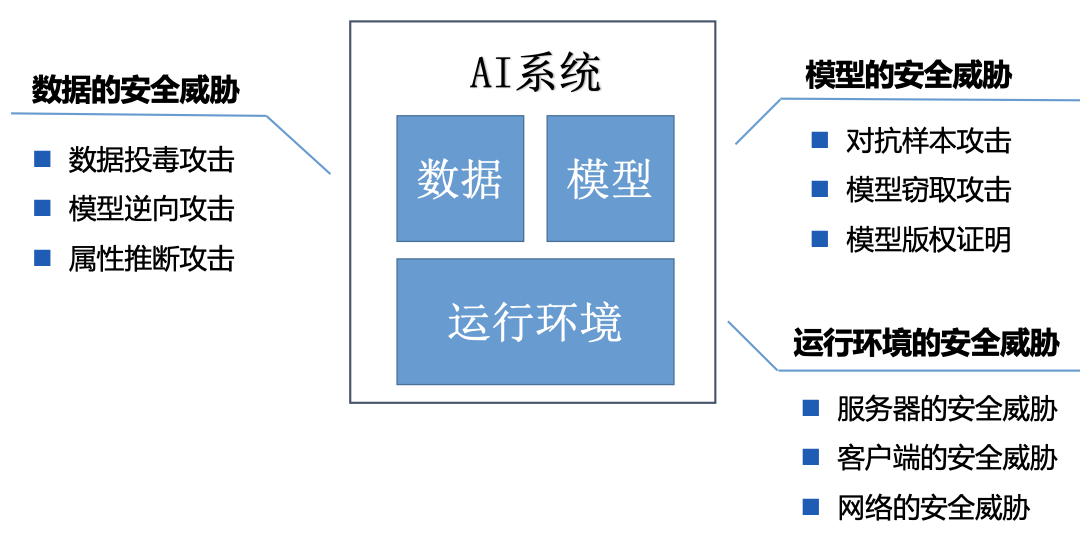 AI系统
数据
模型
运行环境
数据的安全威胁
数据投毒攻击
模型逆向攻击
属性推断攻击
模型的安全威胁
对抗样本攻击
模型窃取攻击
模型版权证明
运行环境的安全威胁
服务器的安全威胁
客户端的安全威胁
网络的安全威胁